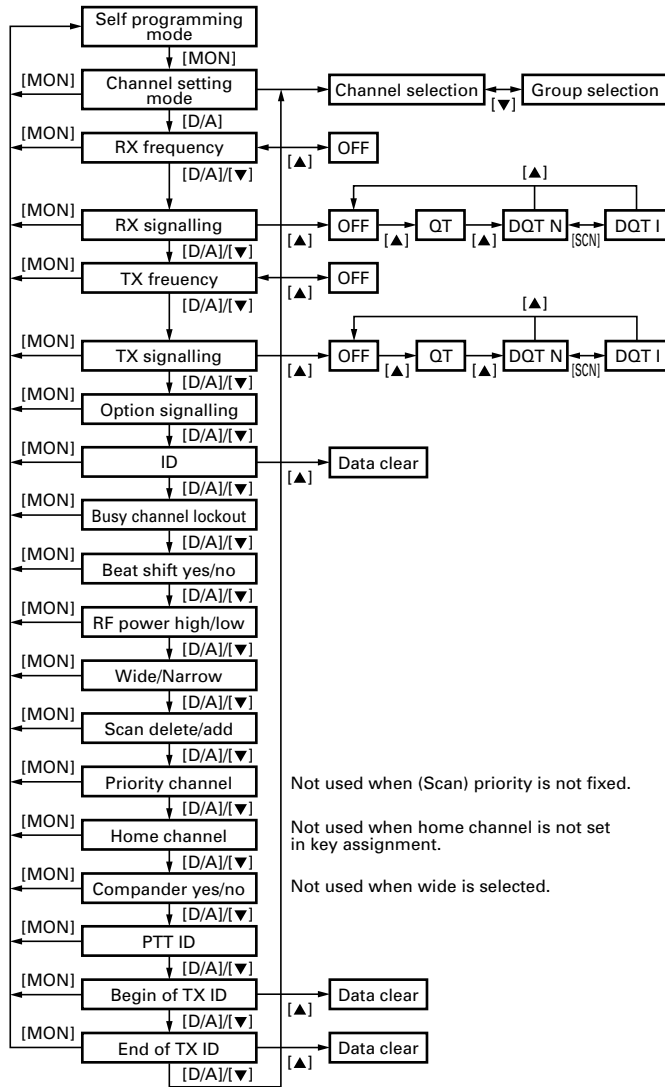 Self programming
mode
[MON]
[MON]
Channel setting
mode
Channel selection
[▼]
Group selection
[D/A]
[MON]
RX frequency
[▲]
OFF
[D/A]/[▼]
[▲]
[MON]
RX signalling
[▲]
OFF
[▲]
QT
[▲]
DQT N
[SCN]
DQT I
[D/A]/[▼]
[MON]
TX freuency
[▲]
OFF
[D/A]/[▼]
[▲]
[MON]
TX signalling
[▲]
OFF
[▲]
QT
[▲]
DQT N
[SCN]
DQT I
[D/A]/[▼]
[MON]
Option signalling
[D/A]/[▼]
[MON]
ID
[▲]
Data clear
[D/A]/[▼]
[MON]
Busy channel lockout
[D/A]/[▼]
[MON]
Beat shift yes/no
[D/A]/[▼]
[MON]
RF power high/low
[D/A]/[▼]
[MON]
Wide/Narrow
[D/A]/[▼]
[MON]
Scan delete/add
[D/A]/[▼]
[MON]
Priority channel
Not used when (Scan) priority is not fixed.
[D/A]/[▼]
[MON]
Home channel
Not used when home channel is not set
in key assignment.
[D/A]/[▼]
[MON]
Compander yes/no
Not used when wide is selected.
[D/A]/[▼]
[MON]
PTT ID
[D/A]/[▼]
[MON]
Begin of TX ID
[▲]
Data clear
[D/A]/[▼]
[MON]
End of TX ID
[▲]
Data clear
[D/A]/[▼]